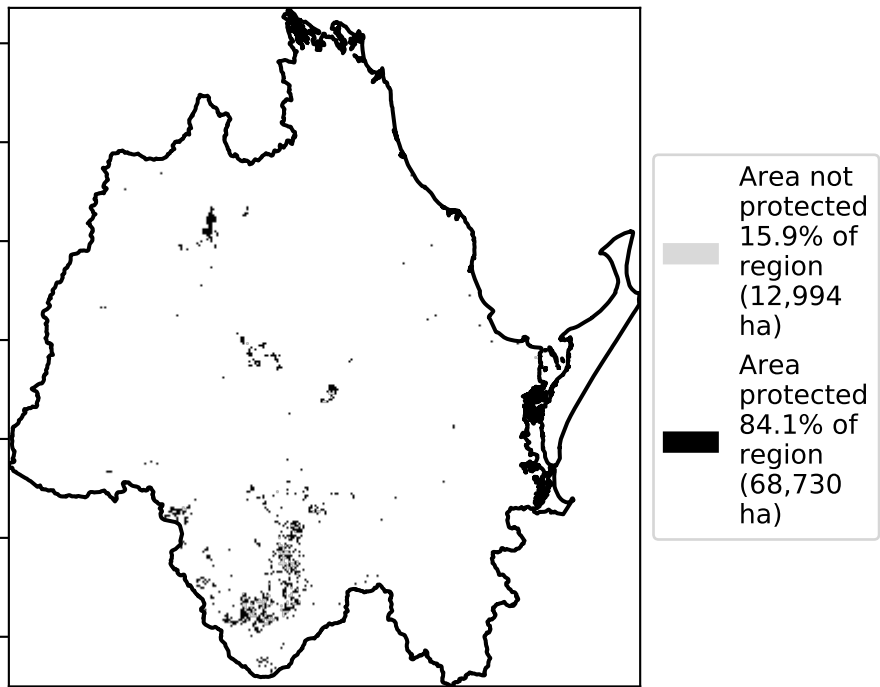 Area not
protected
15.9% of
region
(12,994
ha)
Area
protected
84.1% of
region
(68,730
ha)